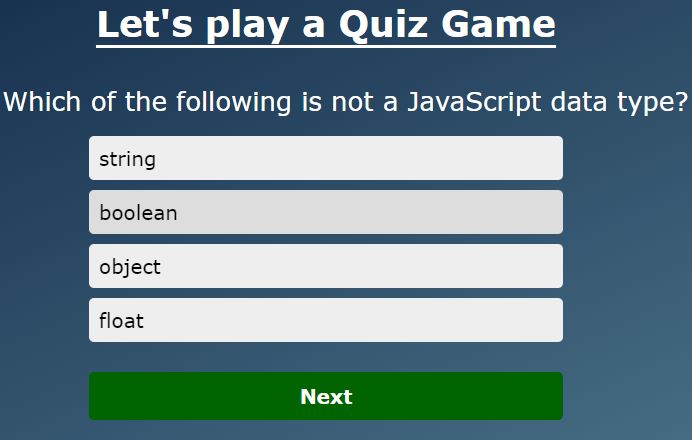 Let's play a Quiz Game
Which of the following is not a JavaScript data type?
string
boolean
object
float
Next